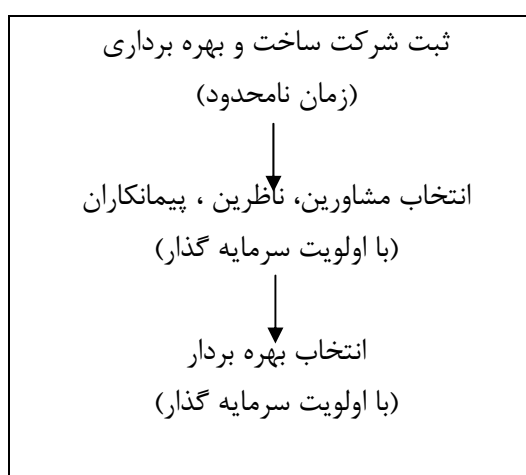 ثبت شرکت ساخت و بهره برداری
(زمان نامحدود)
انتخاب مشاورین، ناظرین ، پیمانکاران
(با اولویت سرمایه گذار)
انتخاب بهره بردار
(با اولویت سرمایه گذار)